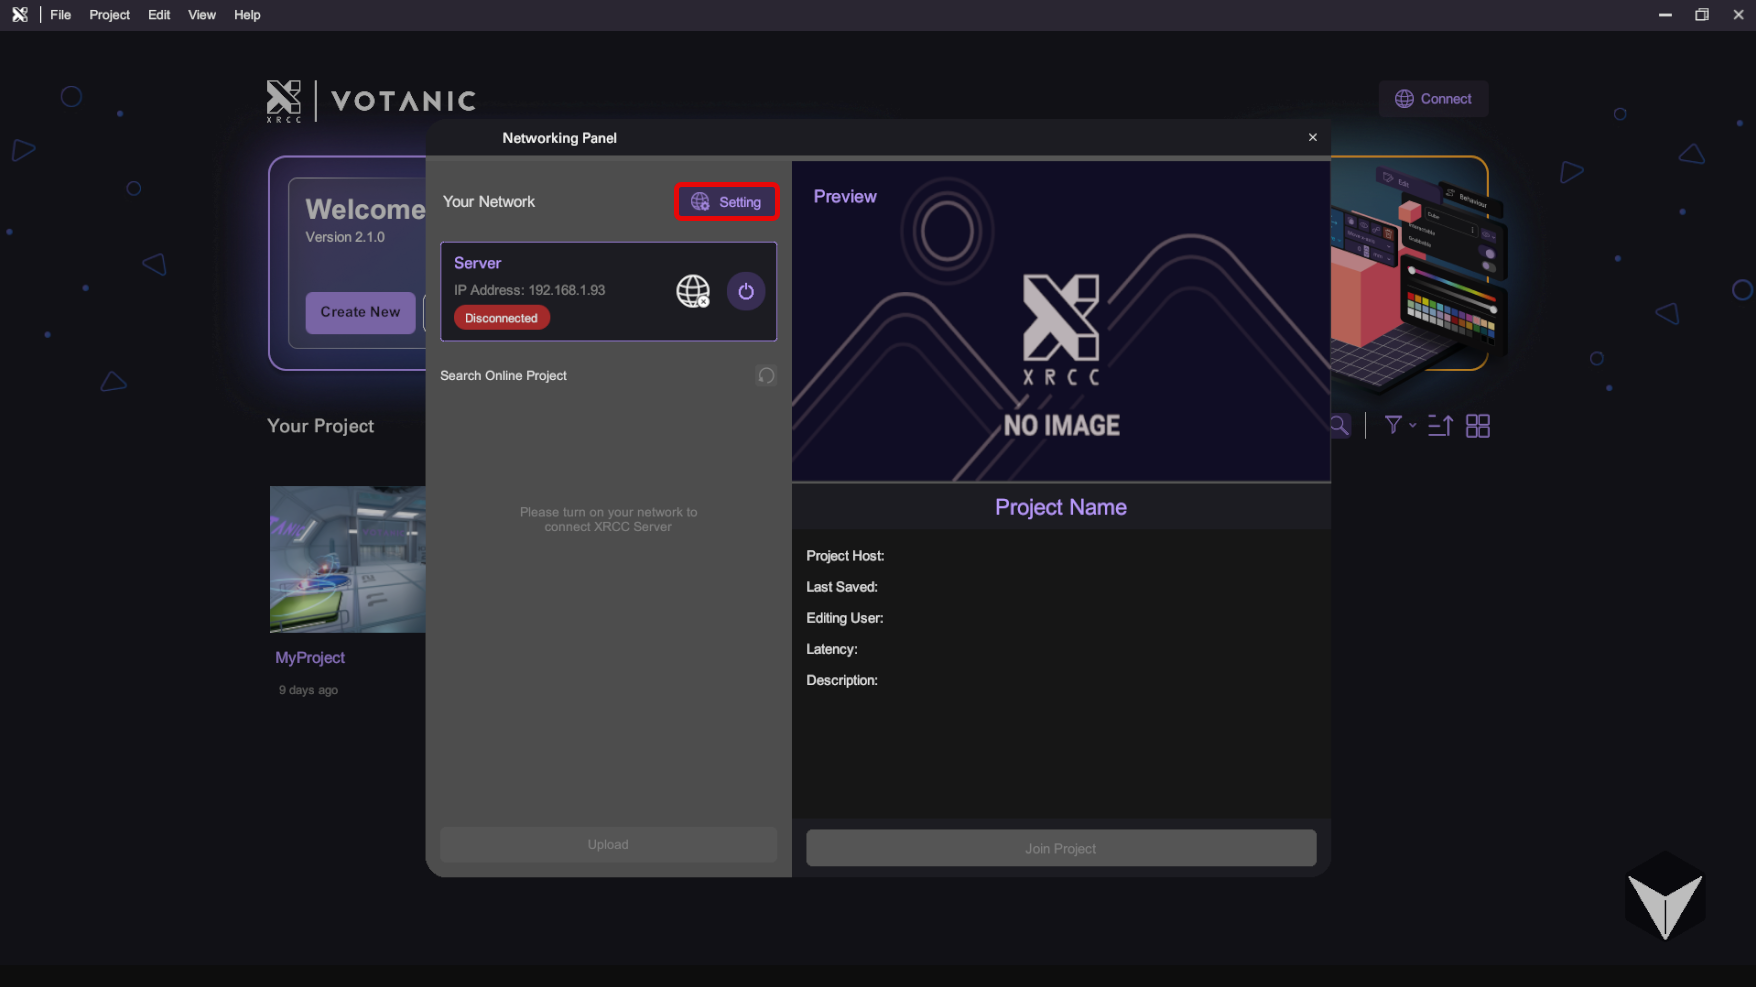 File Project Edit View Help
XRCC VOTANIC
Connect
Networking Panel
Welcome
Version 2.1.0
Create New
Your Network
Setting
Server
IP Address: 192.168.1.93
Disconnected
Search Online Project
Please turn on your network to
connect XRCC Server
Upload
Preview
XRCC
NO IMAGE
Project Name
Project Host:
Last Saved:
Editing User:
Latency:
Description:
Join Project
Edit
Behaviour
Cube
Your Project
MyProject
9 days ago